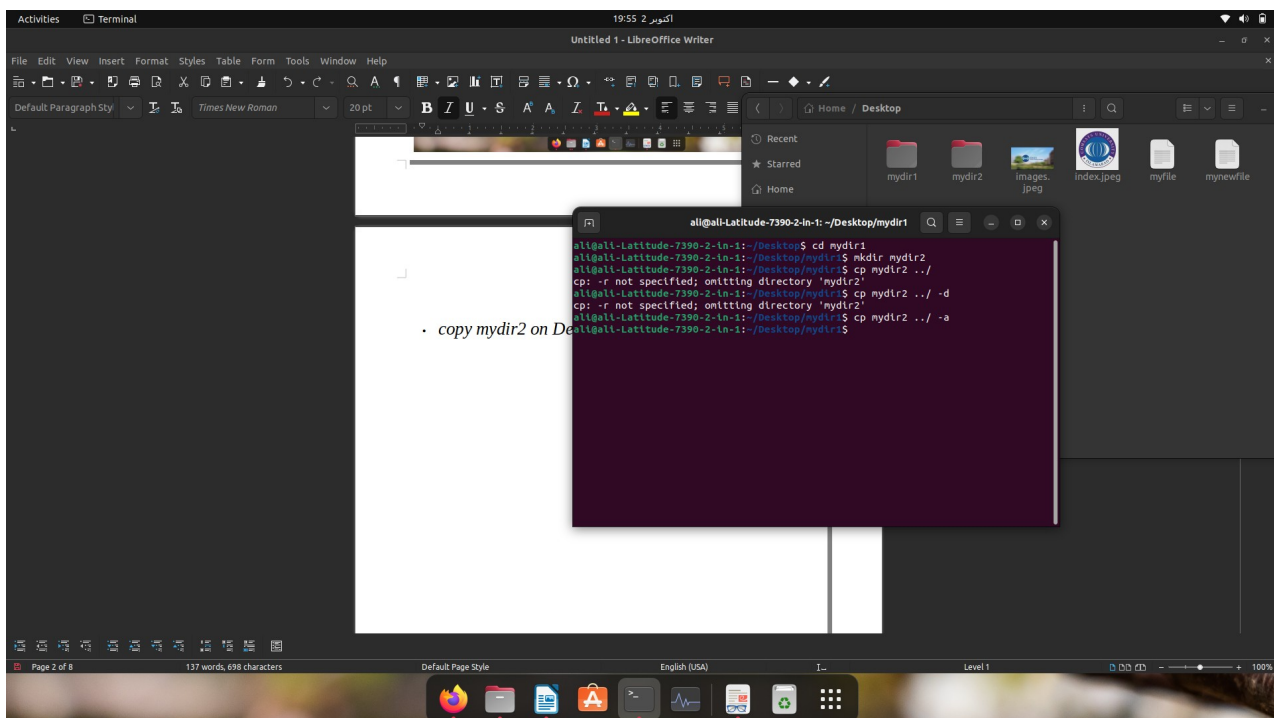 Activities
Terminal
اكتوبر 2 19:55
Untitled 1 - LibreOffice Writer
File Edit View Insert Format Styles Table Form Tools Window Help
Default Paragraph Styl
Times New Roman
20 pt
Home / Desktop
Recent
Starred
Home
mydir1
mydir2
images.
jpeg
index.jpeg
myfile
mynewfile
ali@ali-Latitude-7390-2-in-1: ~/Desktop/mydir1
ali@ali-Latitude-7390-2-in-1:~/Desktop$ cd mydir1
ali@ali-Latitude-7390-2-in-1:~/Desktop/mydir1$ mkdir mydir2
ali@ali-Latitude-7390-2-in-1:~/Desktop/mydir1$ cp mydir2 ../
cp: -r not specified; omitting directory 'mydir2'
ali@ali-Latitude-7390-2-in-1:~/Desktop/mydir1$ cp mydir2 ../ -d
cp: -r not specified; omitting directory 'mydir2'
ali@ali-Latitude-7390-2-in-1:~/Desktop/mydir1$ cp mydir2 ../ -a
ali@ali-Latitude-7390-2-in-1:~/Desktop/mydir1$
• copy mydir2 on De
Page 2 of 8
137 words, 698 characters
Default Page Style
English (USA)
Level 1
100%